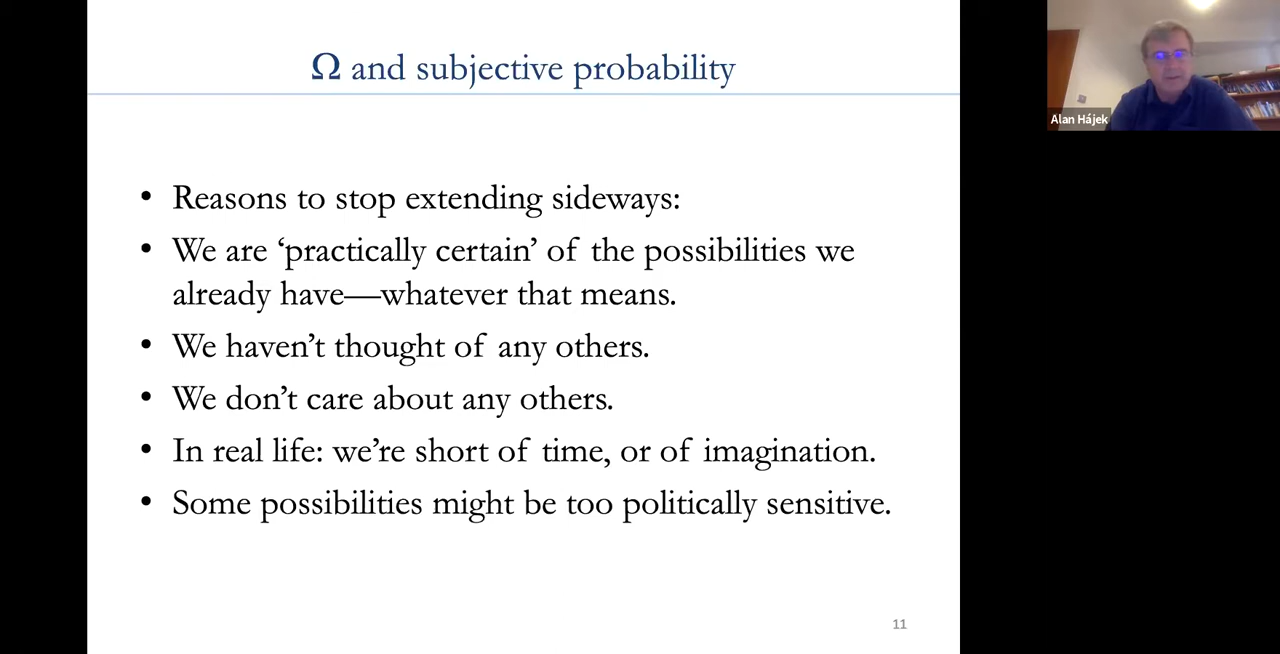 Ω and subjective probability
• Reasons to stop extending sideways:
• We are ‘practically certain’ of the possibilities we
already have—whatever that means.
• We haven’t thought of any others.
• We don’t care about any others.
• In real life: we’re short of time, or of imagination.
• Some possibilities might be too politically sensitive.
11
Alan Hájek